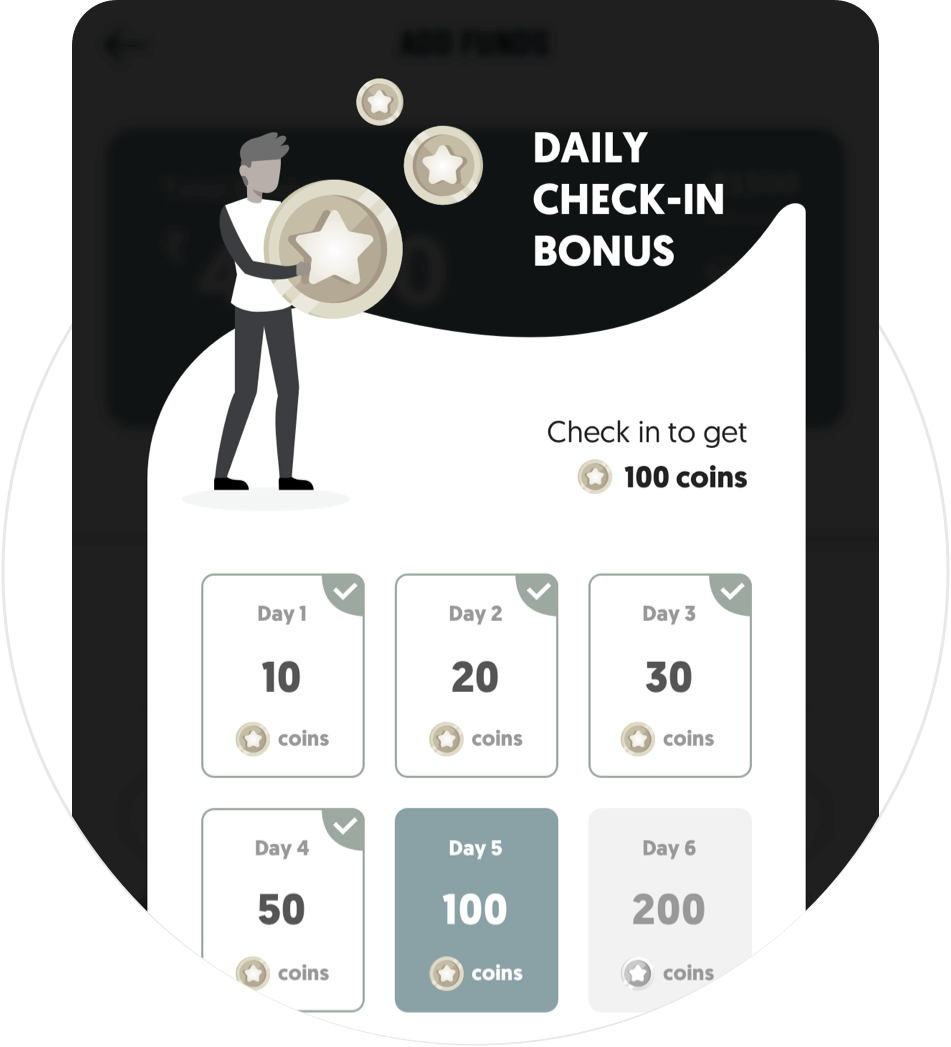 ADD FUNDS
DAILY
CHECK-IN
BONUS
Check in to get
100 coins
Day 1
Day 2
Day 3
10
20
30
coins
coins
coins
Day 4
Day 5
Day 6
50
100
200
coins
coins
coins